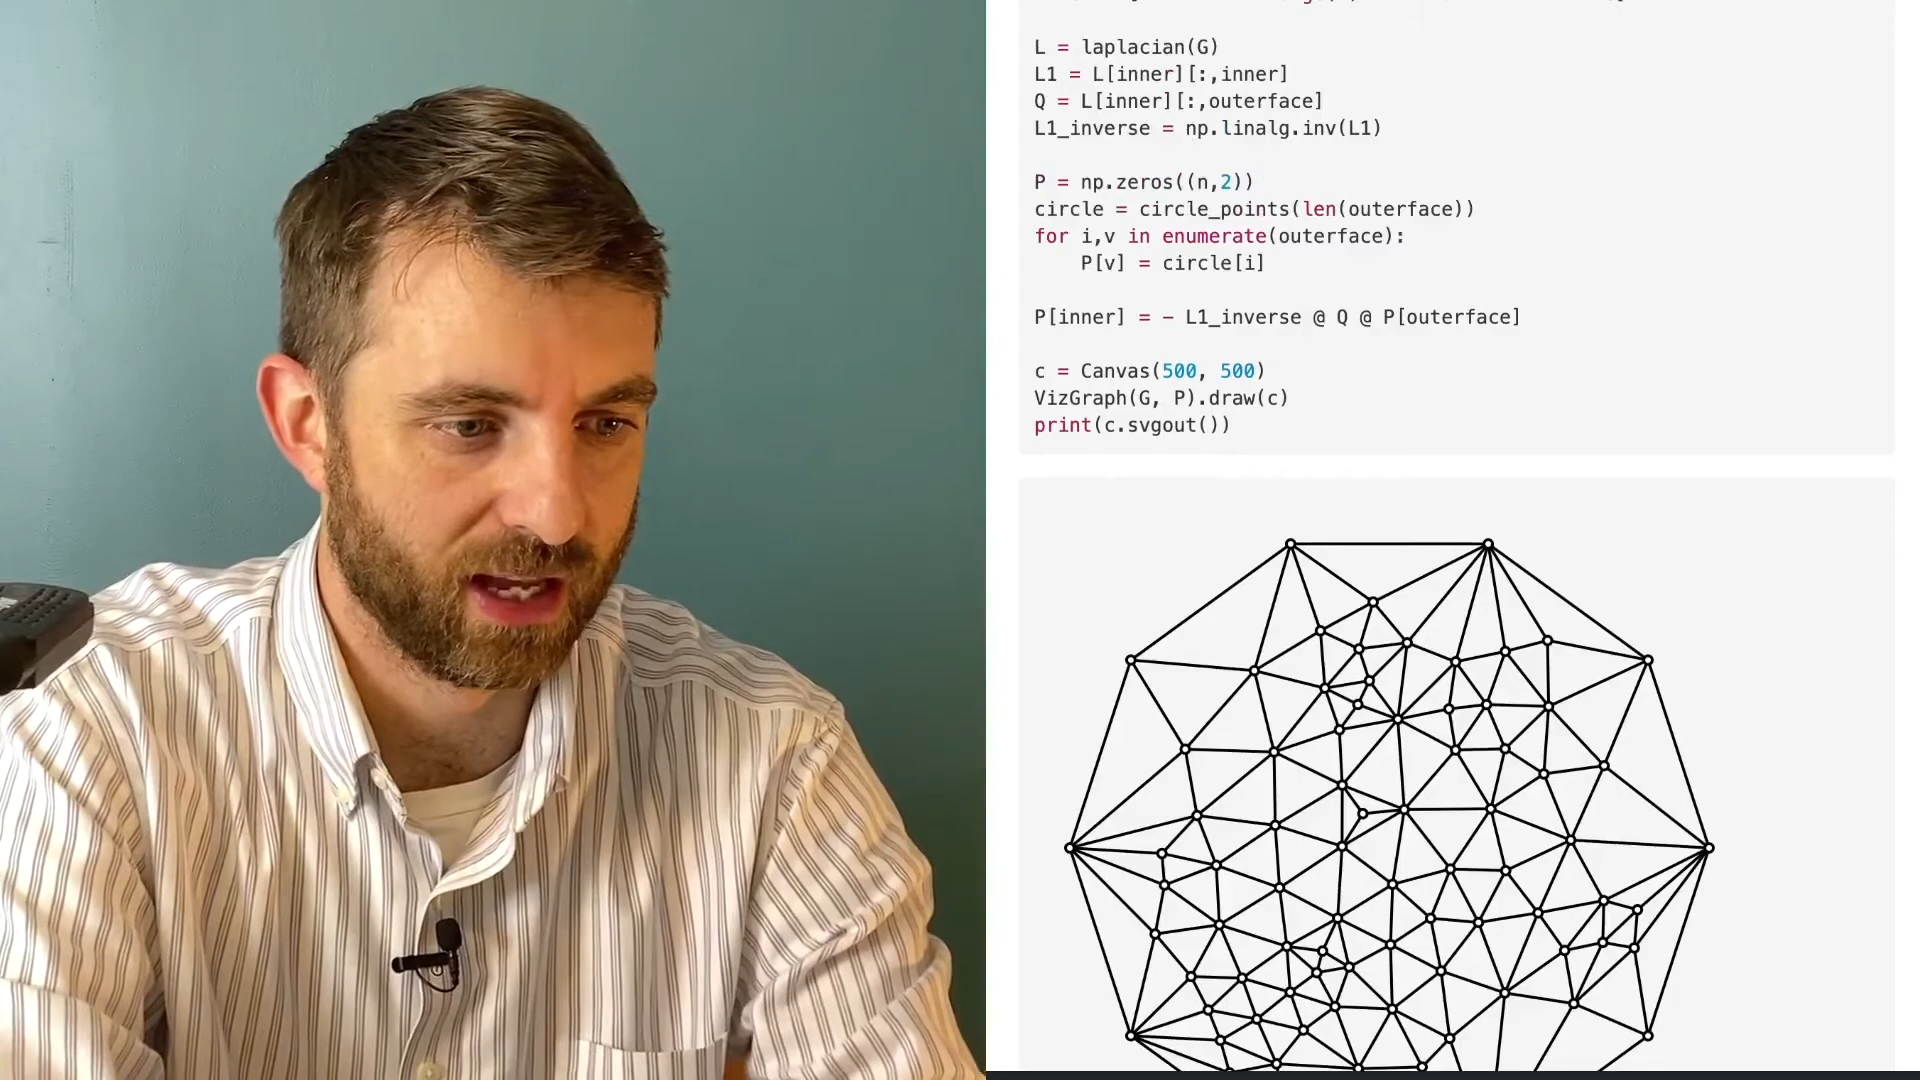 L = laplacian(G)
L1 = L[inner][:,inner]
Q = L[inner][:,outerface]
L1_inverse = np.linalg.inv(L1)
P = np.zeros((n,2))
circle = circle_points(len(outerface))
for i,v in enumerate(outerface):
    P[v] = circle[i]
P[inner] = - L1_inverse @ Q @ P[outerface]
c = Canvas(500, 500)
VizGraph(G, P).draw(c)
print(c.svgout())